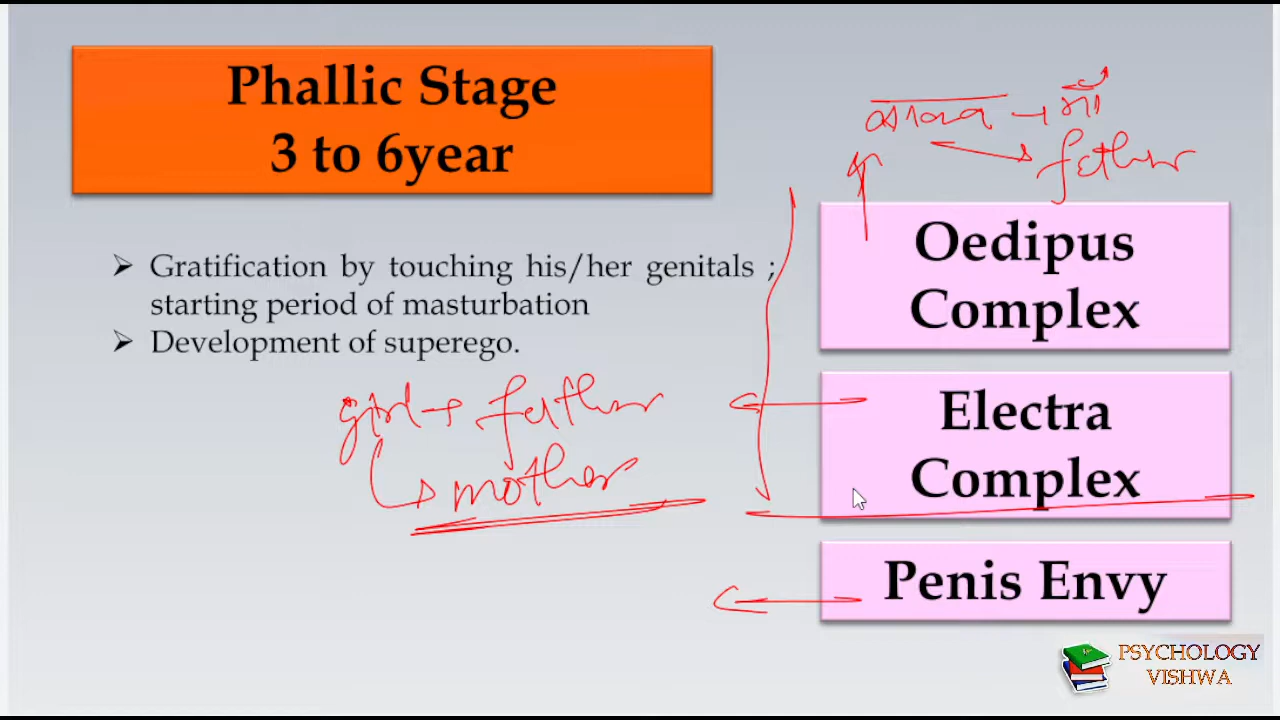 Phallic Stage
3 to 6year
➢ Gratification by touching his/her genitals ;
starting period of masturbation
➢ Development of superego.
girl → father
→ mother
→ माँ
→ father
Oedipus
Complex
Electra
Complex
Penis Envy
PSYCHOLOGY
VISHWA